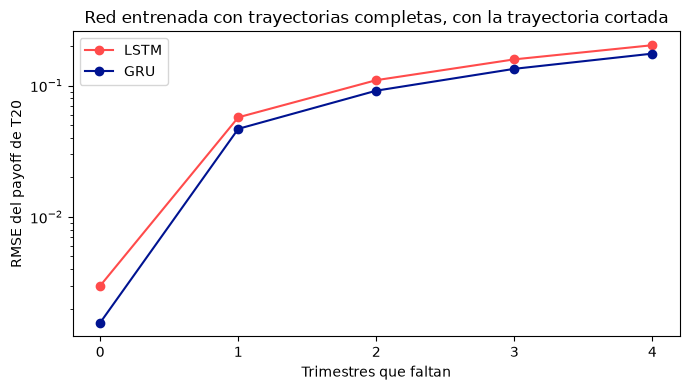 Red entrenada con trayectorias completas, con la trayectoria cortada
LSTM
GRU
RMSE del payoff de T20
10⁻¹
10⁻²
0 1 2 3 4
Trimestres que faltan